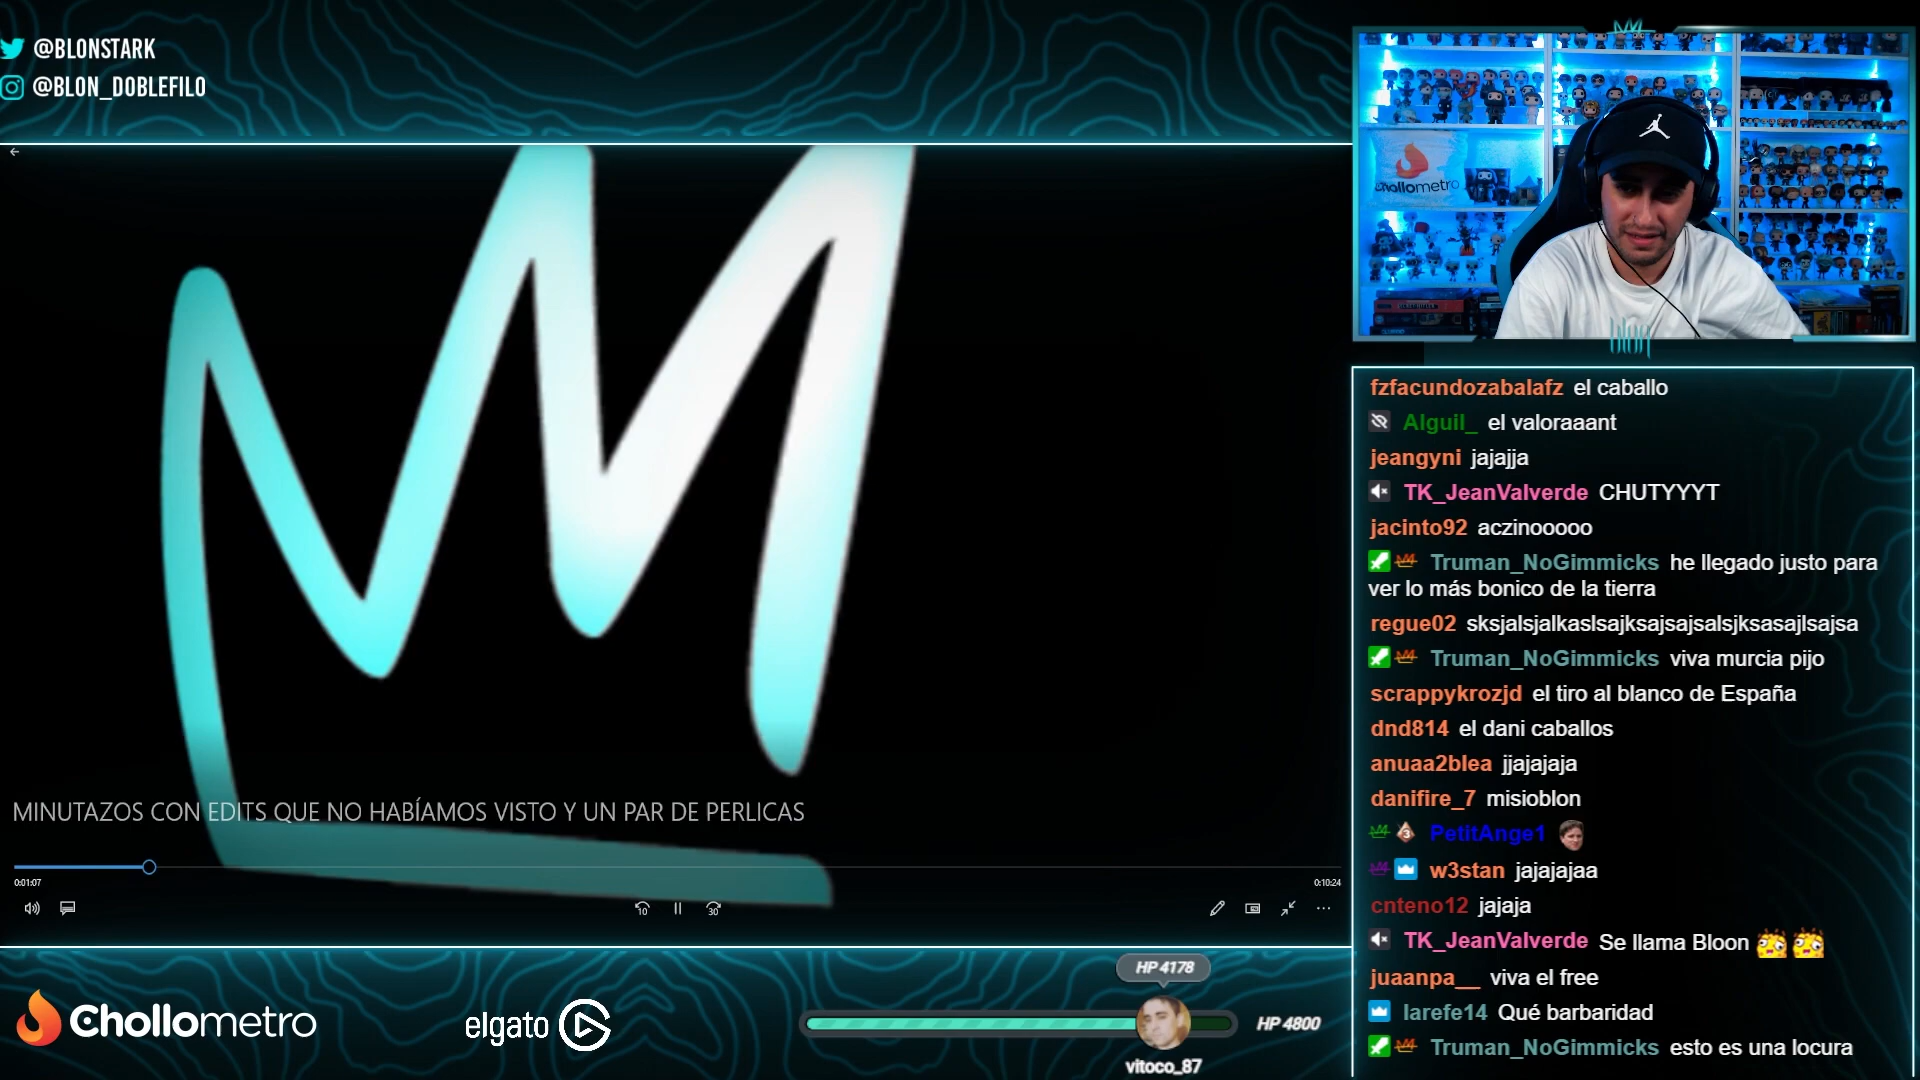 @BLONSTARK
@BLON_DOBLEFILO
MINUTAZOS CON EDITS QUE NO HABÍAMOS VISTO Y UN PAR DE PERLICAS
0:01:07
0:10:24
10
30
Chollometro
elgato
HP 4178
HP 4800
vitoco_87
chollometro
blon
fzfacundozabalafz el caballo
Alguil_ el valoraaant
jeangyni jajajja
TK_JeanValverde CHUTYYYT
jacinto92 aczinooooo
Truman_NoGimmicks he llegado justo para
ver lo más bonico de la tierra
regue02 sksjalsjalkaslsajksajsajsalsjksasajlsajsa
Truman_NoGimmicks viva murcia pijo
scrappykrozjd el tiro al blanco de España
dnd814 el dani caballos
anuaa2blea jjajajaja
danifire_7 misioblon
3 PetitAnge1
w3stan jajajajaa
cnteno12 jajaja
TK_JeanValverde Se llama Bloon
juaanpa__ viva el free
larefe14 Qué barbaridad
Truman_NoGimmicks esto es una locura